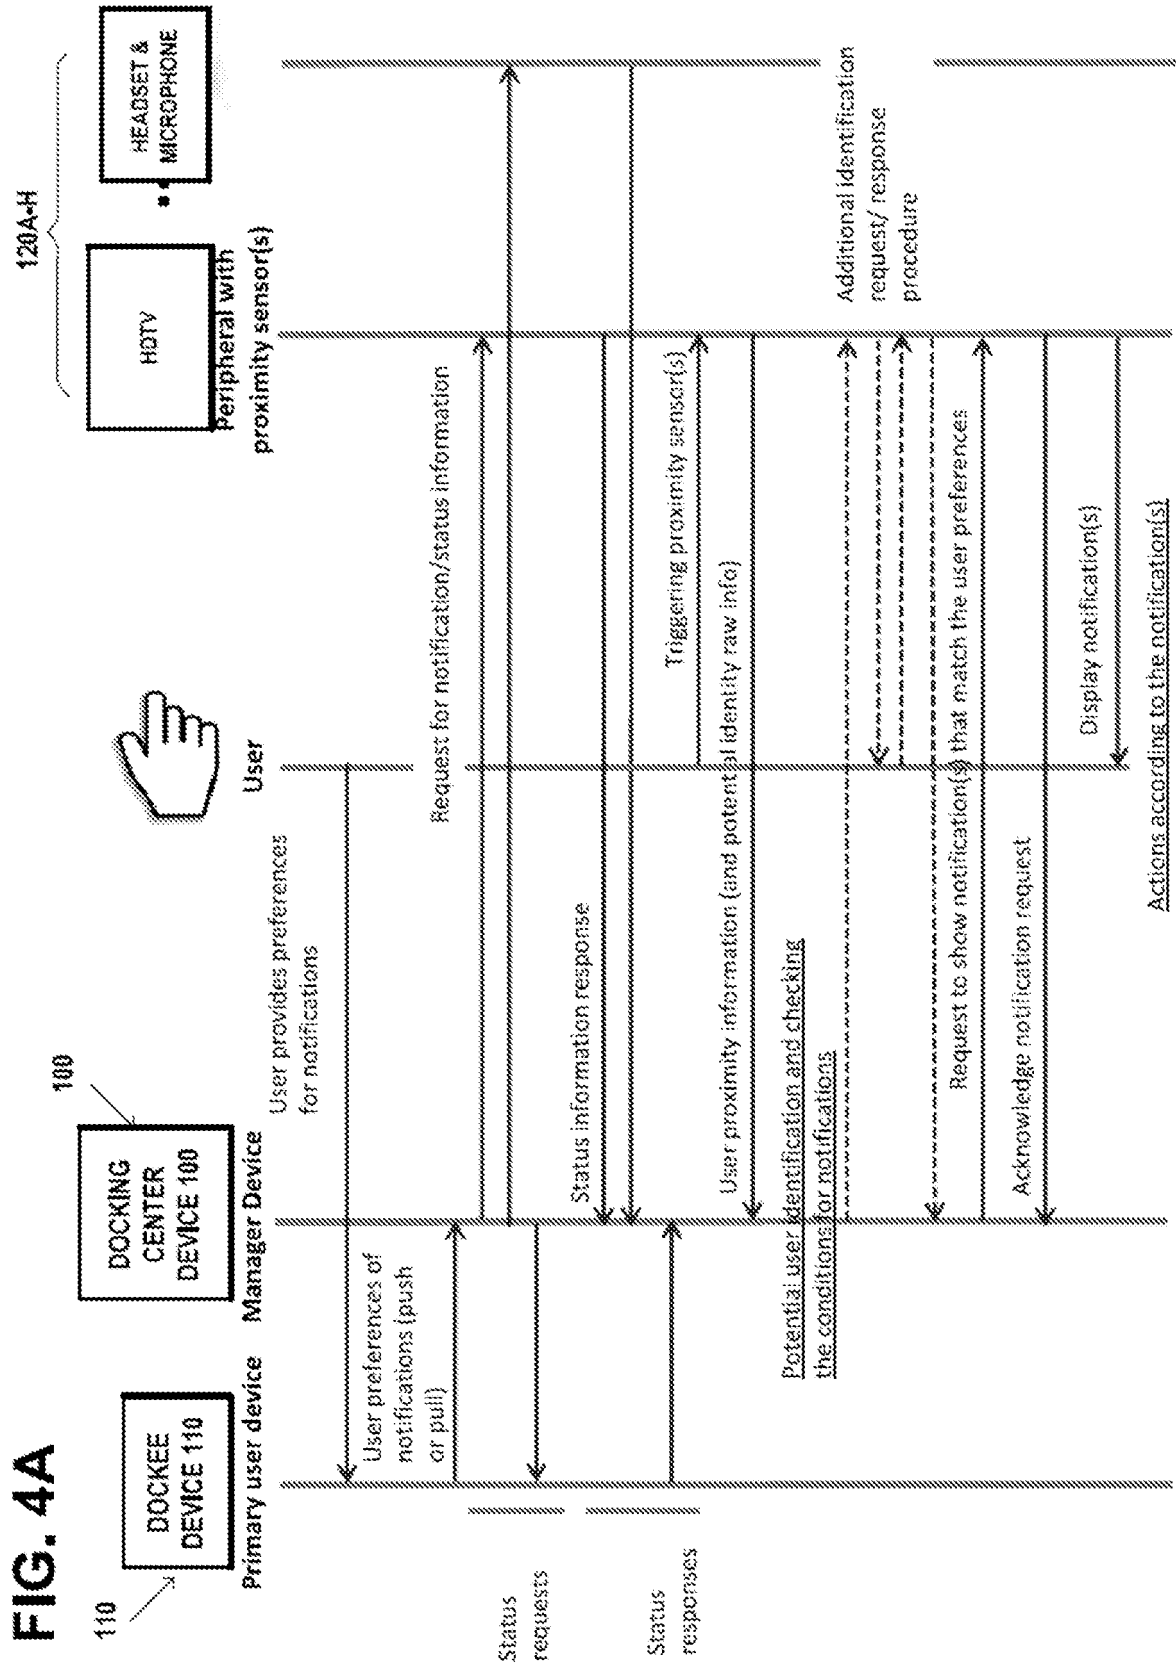 FIG. 4A
110
DOCKEE
DEVICE 110
Primary user device
100
DOCKING
CENTER
DEVICE 100
Manager Device
User
120A-H
HDTV
Peripheral with
proximity sensor(s)
HEADSET &
MICROPHONE
User provides preferences
for notifications
User preferences of
notifications (push
or pull)
Request for notification/status information
Status
requests
Status information response
Status
responses
Triggering proximity sensor(s)
User proximity information (and potential identity raw info)
Potential user identification and checking
the conditions for notifications
Additional identification
request/ response
procedure
Request to show notification(s) that match the user preferences
Acknowledge notification request
Display notification(s)
Actions according to the notification(s)